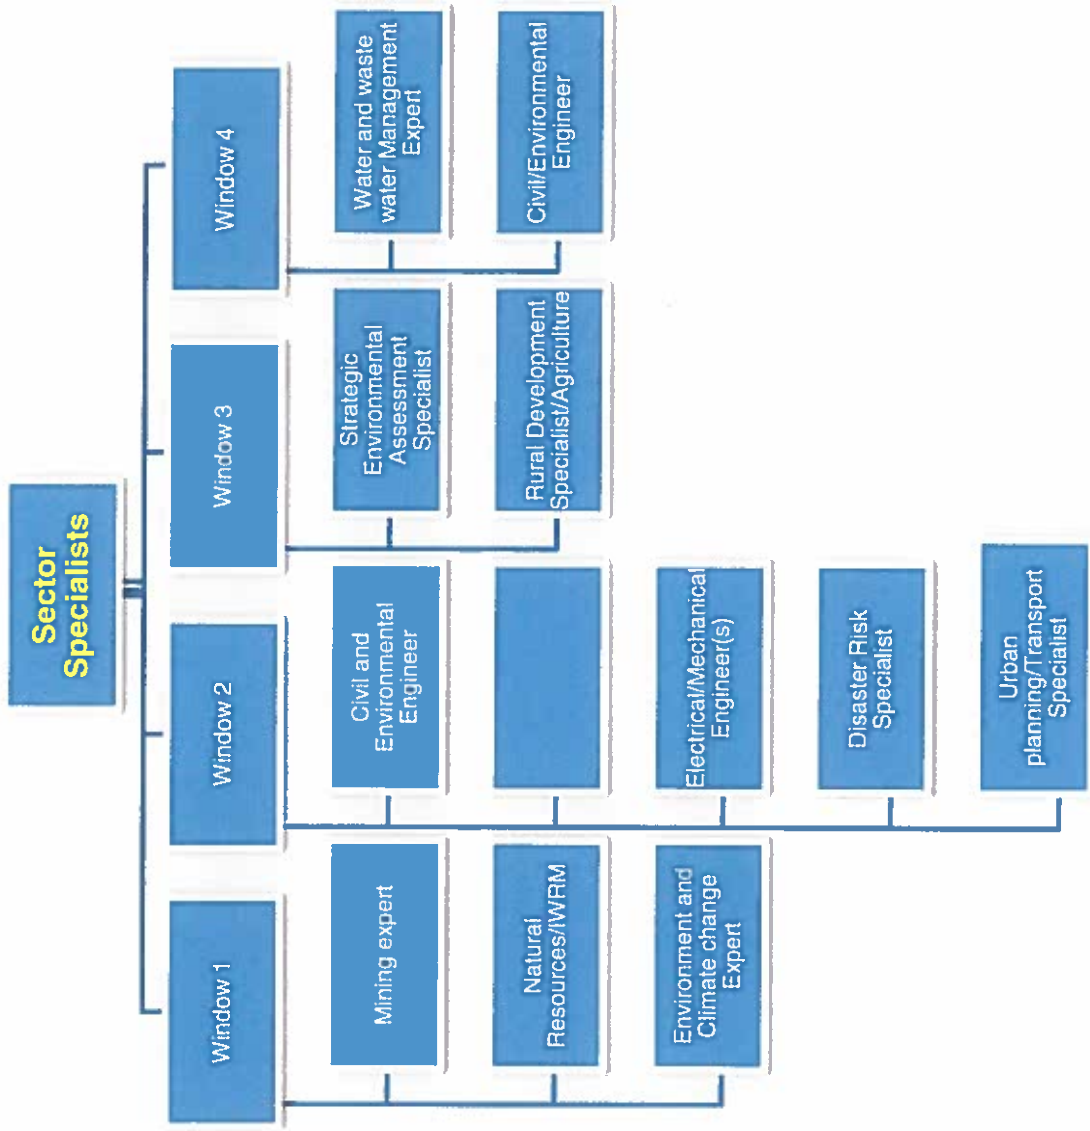 Sector
Specialists
Window 1
Mining expert
Natural
Resources/IWRM
Environment and
Climate change
Expert
Window 2
Civil and
Environmental
Engineer
Electrical/Mechanical
Engineer(s)
Disaster Risk
Specialist
Urban
planning/Transport
Specialist
Window 3
Strategic
Environmental
Assessment
Specialist
Rural Development
Specialist/Agriculture
Window 4
Water and waste
water Management
Expert
Civil/Environmental
Engineer